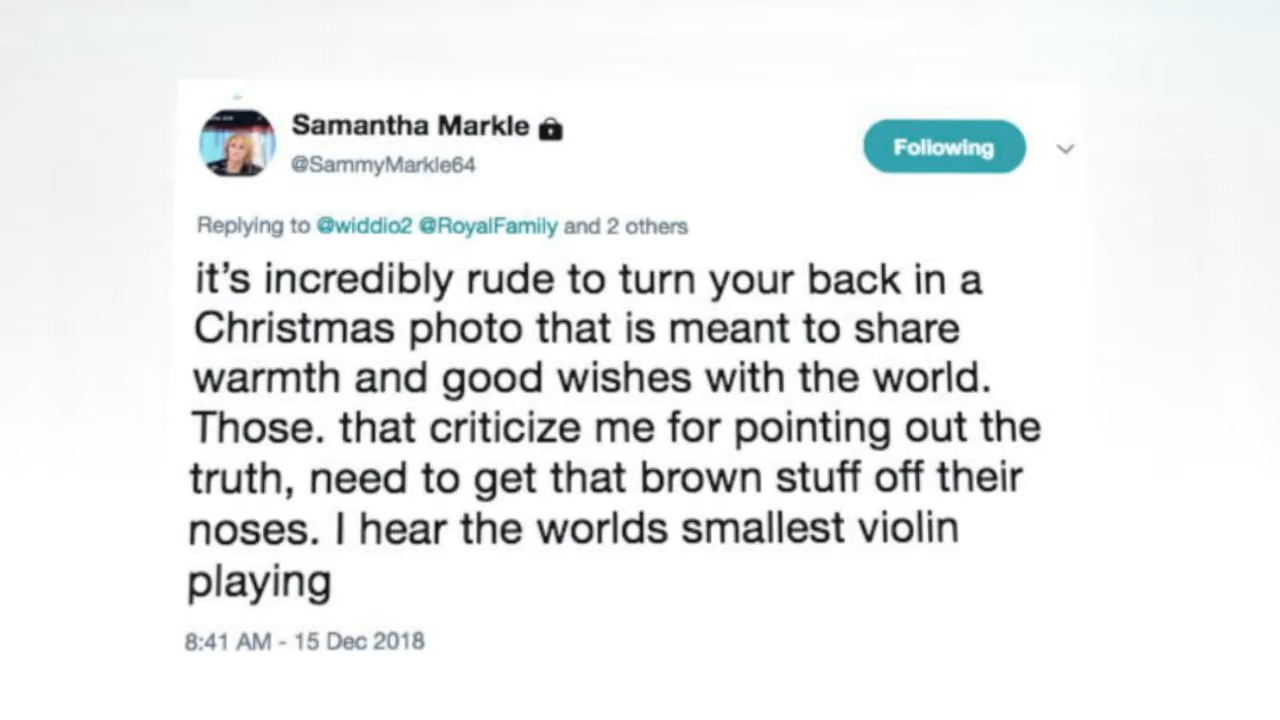 Samantha Markle
@SammyMarkle64
Following
Replying to @widdio2 @RoyalFamily and 2 others
it's incredibly rude to turn your back in a
Christmas photo that is meant to share
warmth and good wishes with the world.
Those. that criticize me for pointing out the
truth, need to get that brown stuff off their
noses. I hear the worlds smallest violin
playing
8:41 AM - 15 Dec 2018